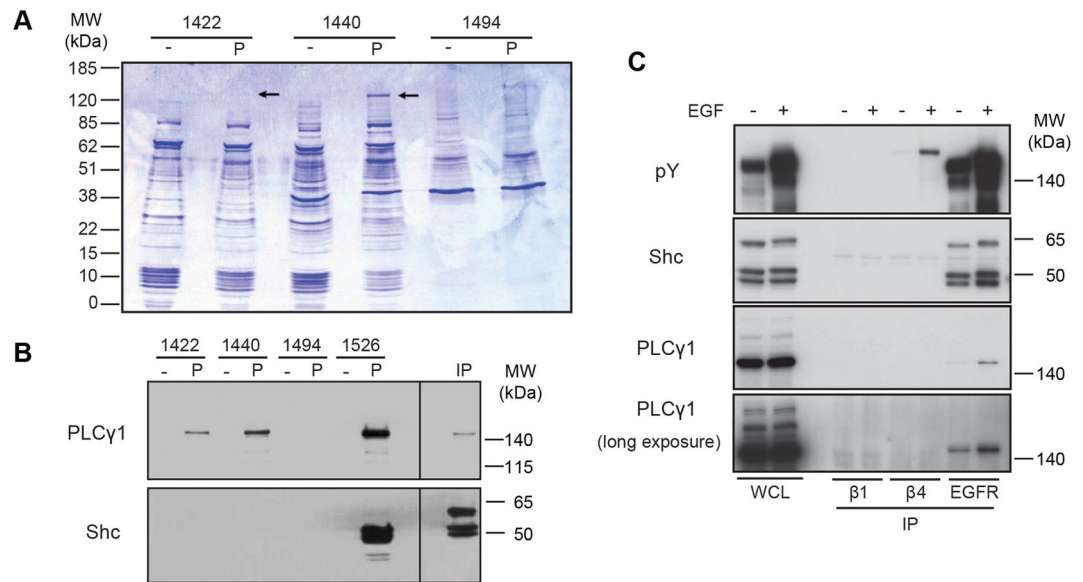 A
MW
(kDa)
1422 1440 1494
- P - P - P
185
120
85
62
51
38
22
15
10
0
B
1422 1440 1494 1526
- P - P - P - P IP
MW
(kDa)
PLCγ1
140
115
Shc
65
50
C
EGF - + - + - + - +
MW
(kDa)
pY
140
Shc
65
50
PLCγ1
140
PLCγ1
(long exposure)
140
WCL β1 β4 EGFR
IP